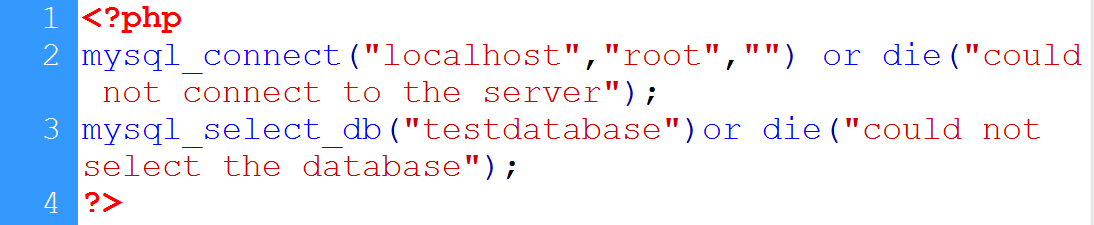 1 <?php
2 mysql_connect("localhost","root","") or die("could
not connect to the server");
3 mysql_select_db("testdatabase")or die("could not
select the database");
4 ?>